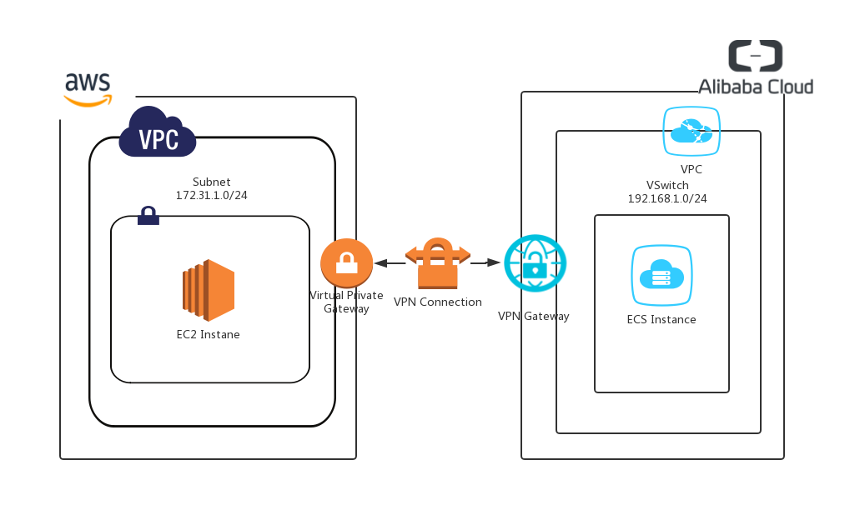 aws
VPC
Subnet
172.31.1.0/24
EC2 Instane
Virtual Private
Gateway
VPN Connection
VPN Gateway
Alibaba Cloud
VPC
VSwitch
192.168.1.0/24
ECS Instance